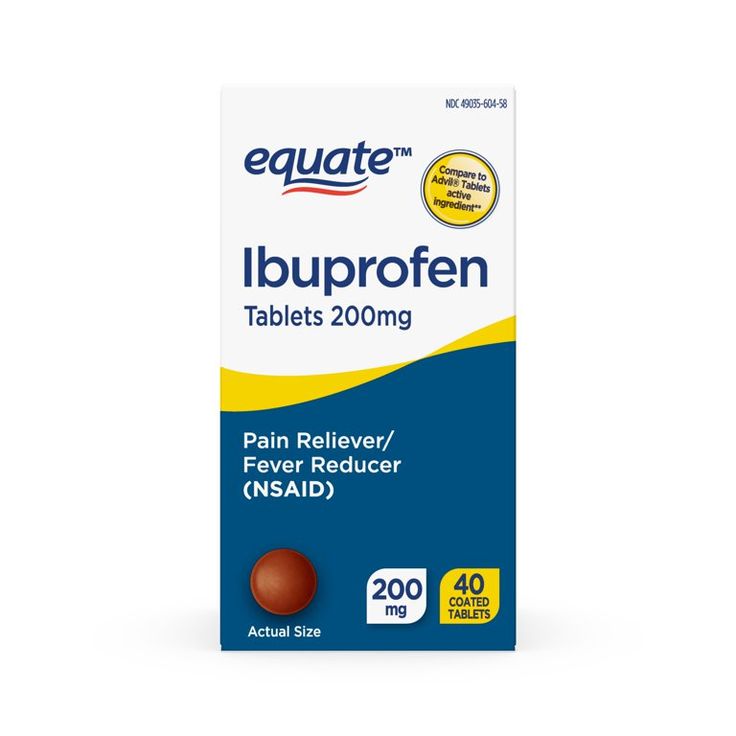 NDC 49035-604-58
equate™
Compare to
Advil® Tablets
active
ingredient**
Ibuprofen
Tablets 200mg
Pain Reliever/
Fever Reducer
(NSAID)
Actual Size
200
mg
40
COATED
TABLETS